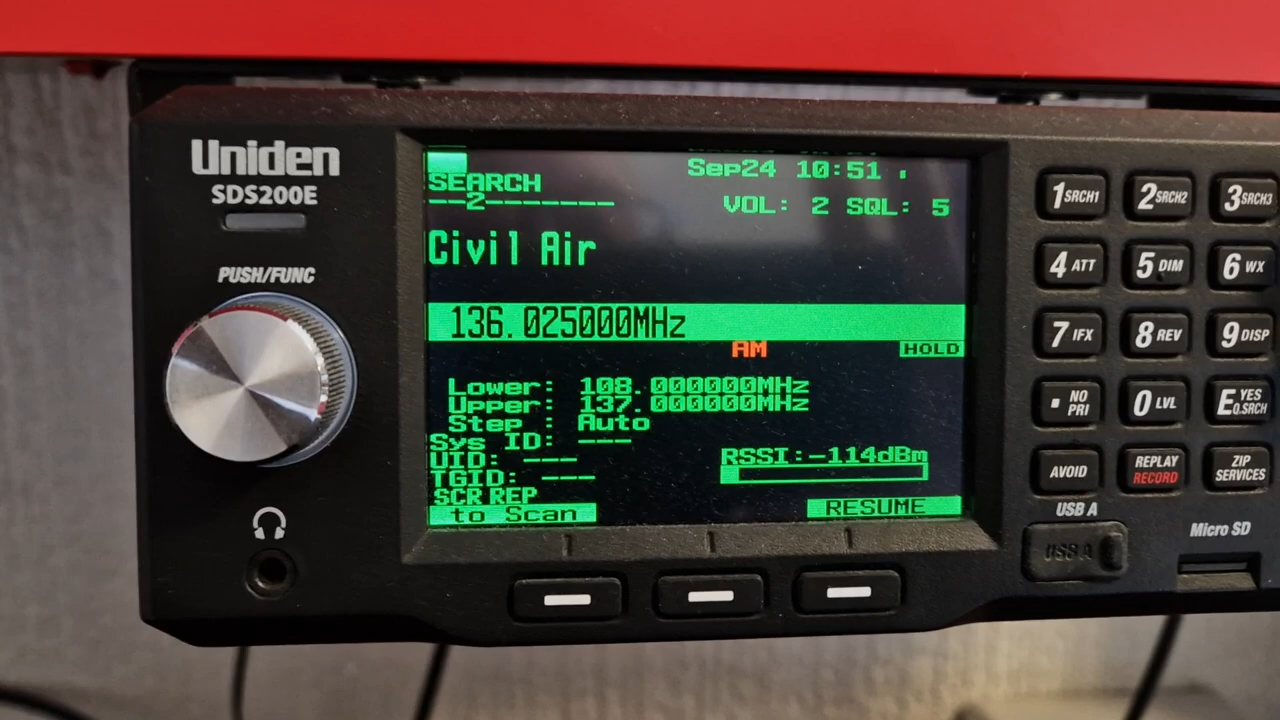 Uniden
SDS200E
PUSH/FUNC
Sep24 10:51
SEARCH
--2-------
VOL: 2 SQL: 5
Civil Air
136.025000MHz
AM
HOLD
Lower: 108.000000MHz
Upper: 137.000000MHz
Step : Auto
Sys ID: ---
UID: ---
TGID: ---
RSSI:-114dBm
SCR REP
to Scan
RESUME
1 SRCH1
2 SRCH2
3 SRCH3
4 ATT
5 DIM
6 WX
7 IFX
8 REV
9 DISP
. NO PRI
0 LVL
E YES Q.SRCH
AVOID
REPLAY
RECORD
ZIP
SERVICES
USB A
USB A
Micro SD